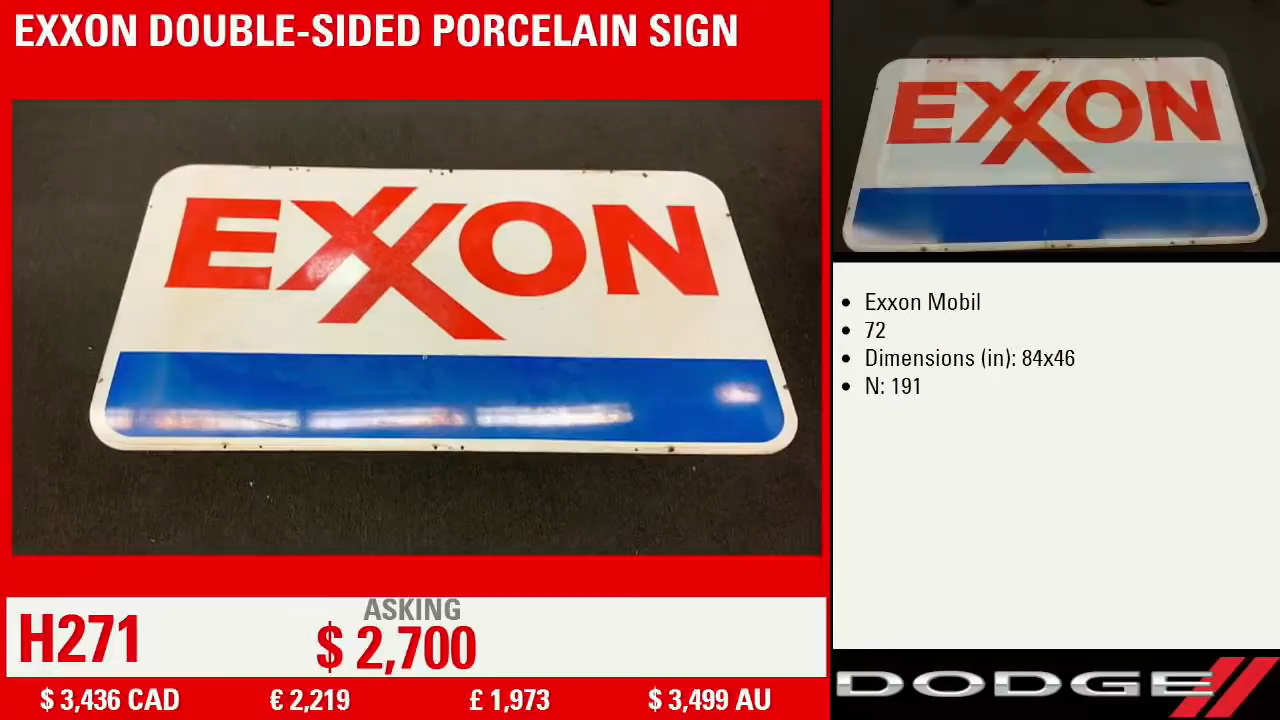 EXXON DOUBLE-SIDED PORCELAIN SIGN
EXXON
EXXON
• Exxon Mobil
• 72
• Dimensions (in): 84x46
• N: 191
H271
ASKING
$ 2,700
$ 3,436 CAD
€ 2,219
£ 1,973
$ 3,499 AU
DODGE